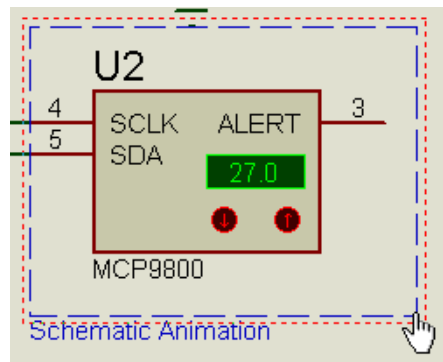 U2
4 SCLK ALERT 3
5 SDA
27.0
MCP9800
Schematic Animation